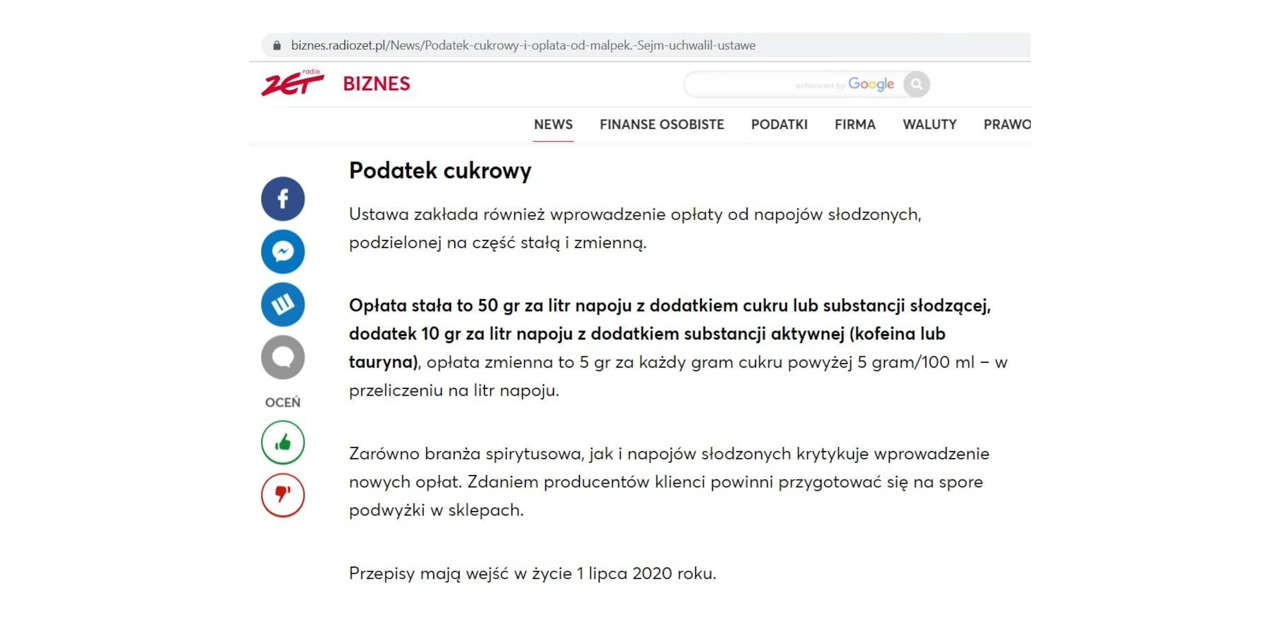 biznes.radiozet.pl/News/Podatek-cukrowy-i-oplata-od-malpek.-Sejm-uchwalil-ustawe
radio
ZET BIZNES
enhanced by Google
NEWS FINANSE OSOBISTE PODATKI FIRMA WALUTY PRAWO
Podatek cukrowy
Ustawa zakłada również wprowadzenie opłaty od napojów słodzonych,
podzielonej na część stałą i zmienną.
Opłata stała to 50 gr za litr napoju z dodatkiem cukru lub substancji słodzącej,
dodatek 10 gr za litr napoju z dodatkiem substancji aktywnej (kofeina lub
tauryna), opłata zmienna to 5 gr za każdy gram cukru powyżej 5 gram/100 ml – w
przeliczeniu na litr napoju.
OCEŃ
Zarówno branża spirytusowa, jak i napojów słodzonych krytykuje wprowadzenie
nowych opłat. Zdaniem producentów klienci powinni przygotować się na spore
podwyżki w sklepach.
Przepisy mają wejść w życie 1 lipca 2020 roku.